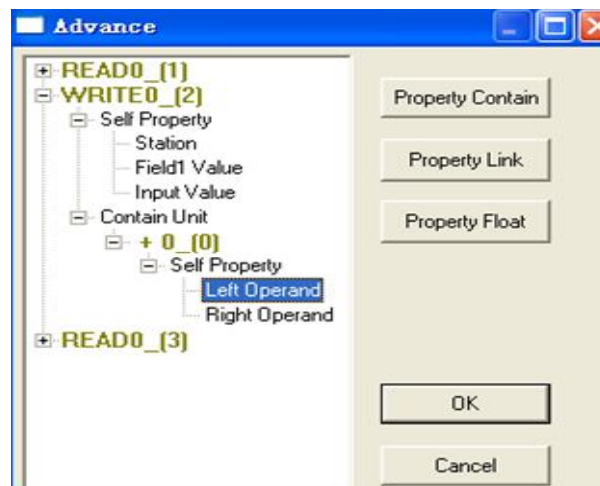 Advance
READ0_(1)
WRITE0_(2)
Self Property
Station
Field1 Value
Input Value
Contain Unit
+ 0_(0)
Self Property
Left Operand
Right Operand
READ0_(3)
Property Contain
Property Link
Property Float
OK
Cancel